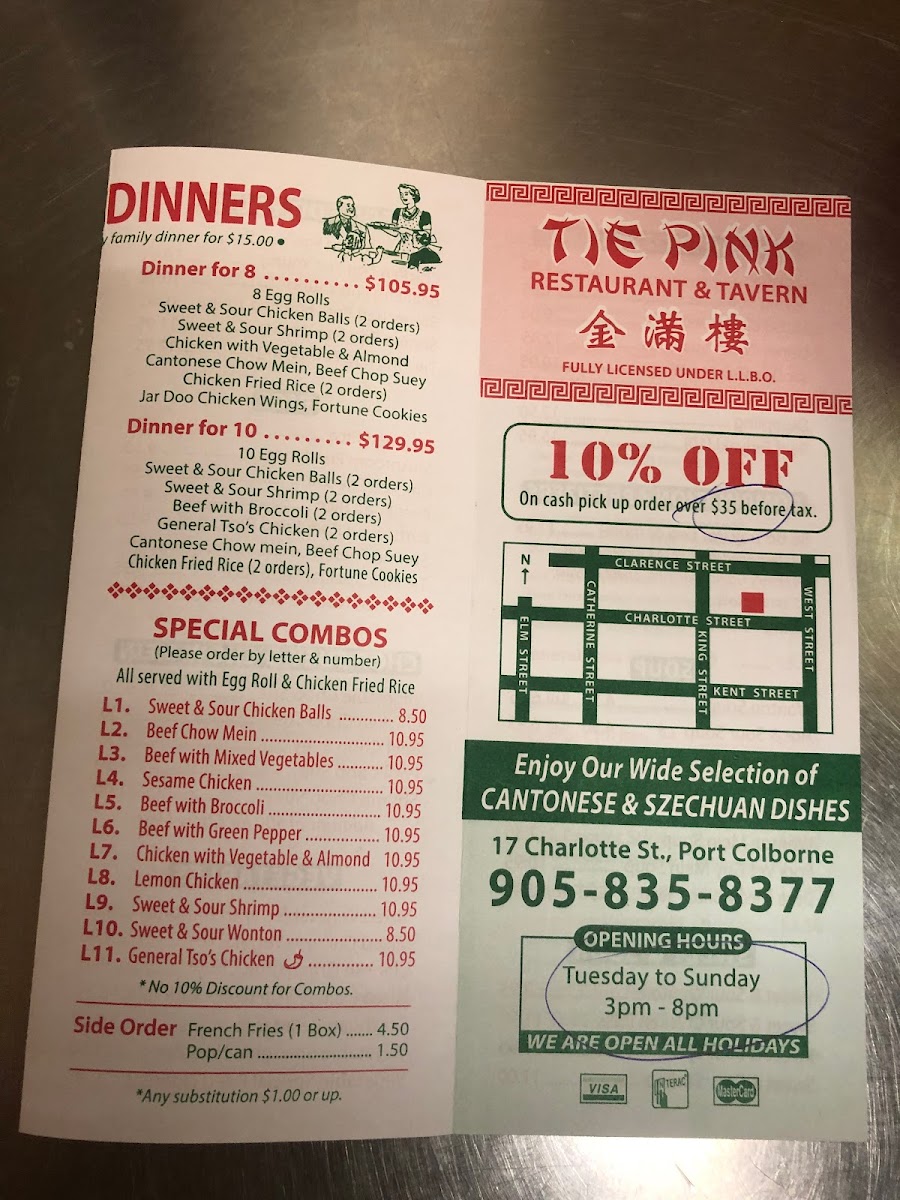 DINNERS
family dinner for $15.00 ●
Dinner for 8 .......... $105.95
8 Egg Rolls
Sweet & Sour Chicken Balls (2 orders)
Sweet & Sour Shrimp (2 orders)
Chicken with Vegetable & Almond
Cantonese Chow Mein, Beef Chop Suey
Chicken Fried Rice (2 orders)
Jar Doo Chicken Wings, Fortune Cookies
Dinner for 10 ......... $129.95
10 Egg Rolls
Sweet & Sour Chicken Balls (2 orders)
Sweet & Sour Shrimp (2 orders)
Beef with Broccoli (2 orders)
General Tso's Chicken (2 orders)
Cantonese Chow mein, Beef Chop Suey
Chicken Fried Rice (2 orders), Fortune Cookies
SPECIAL COMBOS
(Please order by letter & number)
All served with Egg Roll & Chicken Fried Rice
L1. Sweet & Sour Chicken Balls ............. 8.50
L2. Beef Chow Mein ............................. 10.95
L3. Beef with Mixed Vegetables ........... 10.95
L4. Sesame Chicken .............................. 10.95
L5. Beef with Broccoli ........................... 10.95
L6. Beef with Green Pepper .................. 10.95
L7. Chicken with Vegetable & Almond 10.95
L8. Lemon Chicken ................................ 10.95
L9. Sweet & Sour Shrimp ...................... 10.95
L10. Sweet & Sour Wonton ....................... 8.50
L11. General Tso's Chicken ............... 10.95
* No 10% Discount for Combos.
Side Order French Fries (1 Box) ....... 4.50
Pop/can ........................... 1.50
*Any substitution $1.00 or up.
TIE PINK
RESTAURANT & TAVERN
金滿樓
FULLY LICENSED UNDER L.L.B.O.
10% OFF
On cash pick up order over $35 before tax.
N
CLARENCE STREET
CATHERINE STREET
WEST STREET
CHARLOTTE STREET
ELM STREET
KING STREET
KENT STREET
Enjoy Our Wide Selection of
CANTONESE & SZECHUAN DISHES
17 Charlotte St., Port Colborne
905-835-8377
OPENING HOURS
Tuesday to Sunday
3pm - 8pm
WE ARE OPEN ALL HOLIDAYS
VISA
INTERAC
MasterCard